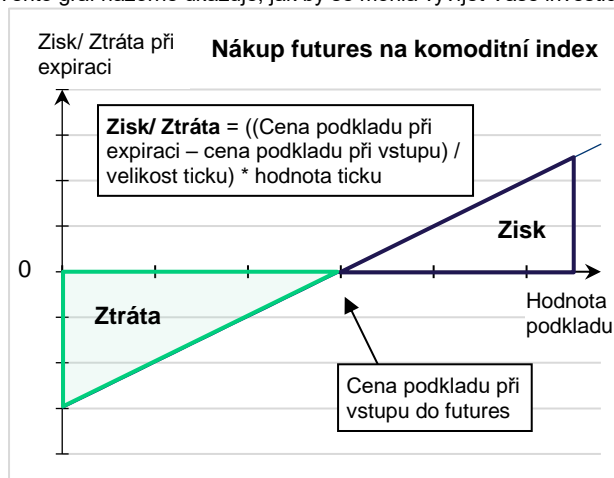 Zisk/ Ztráta při
expiraci
Nákup futures na komoditní index
Zisk/ Ztráta = ((Cena podkladu při
expiraci – cena podkladu při vstupu) /
velikost ticku) * hodnota ticku
Zisk
0
Hodnota
podkladu
Ztráta
Cena podkladu při
vstupu do futures